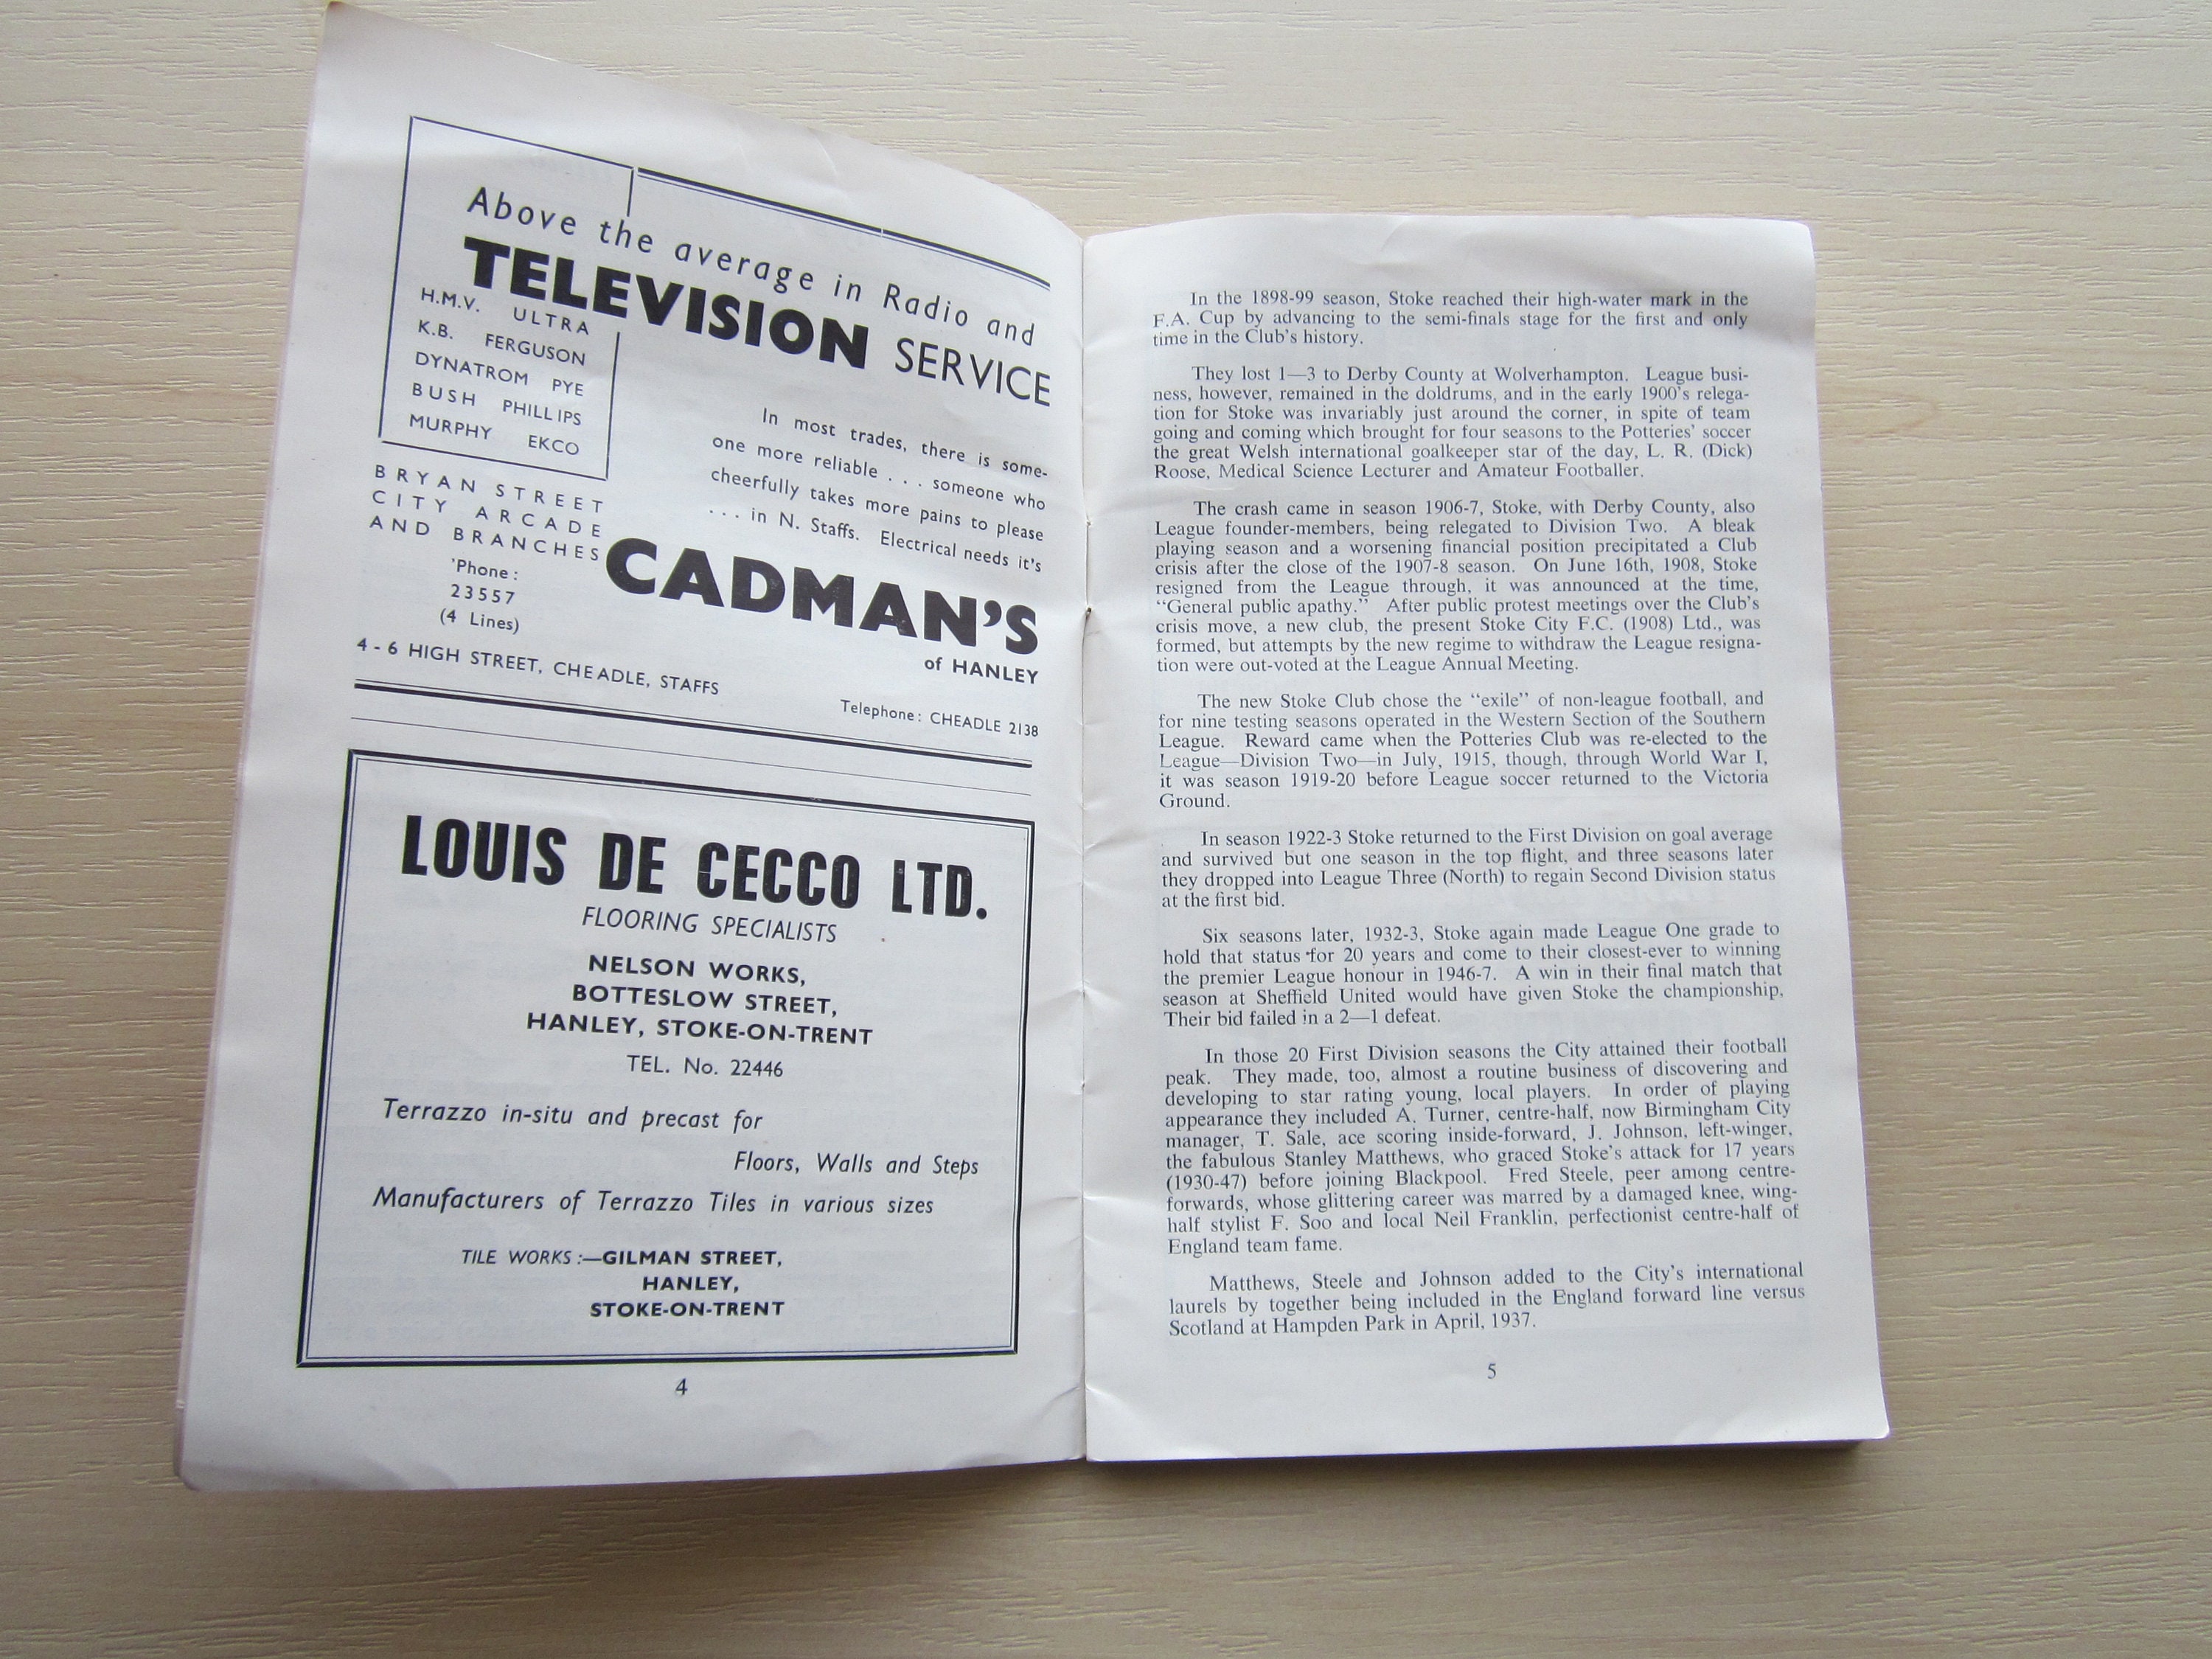 Above the average in Radio and
TELEVISION SERVICE
H.M.V. ULTRA
K.B. FERGUSON
DYNATROM PYE
BUSH PHILLIPS
MURPHY EKCO
In most trades, there is some-
one more reliable . . . someone who
cheerfully takes more pains to please
. . . in N. Staffs. Electrical needs it's
BRYAN STREET
CITY ARCADE
AND BRANCHES
'Phone :
23557
(4 Lines)
CADMAN'S
of HANLEY
4 - 6 HIGH STREET, CHEADLE, STAFFS
Telephone : CHEADLE 2138
LOUIS DE CECCO LTD.
FLOORING SPECIALISTS
NELSON WORKS,
BOTTESLOW STREET,
HANLEY, STOKE-ON-TRENT
TEL. No. 22446
Terrazzo in-situ and precast for
Floors, Walls and Steps
Manufacturers of Terrazzo Tiles in various sizes
TILE WORKS :—GILMAN STREET,
HANLEY,
STOKE-ON-TRENT
4
In the 1898-99 season, Stoke reached their high-water mark in the
F.A. Cup by advancing to the semi-finals stage for the first and only
time in the Club's history.
They lost 1—3 to Derby County at Wolverhampton. League busi-
ness, however, remained in the doldrums, and in the early 1900's relega-
tion for Stoke was invariably just around the corner, in spite of team
going and coming which brought for four seasons to the Potteries' soccer
the great Welsh international goalkeeper star of the day, L. R. (Dick)
Roose, Medical Science Lecturer and Amateur Footballer.
The crash came in season 1906-7, Stoke, with Derby County, also
League founder-members, being relegated to Division Two. A bleak
playing season and a worsening financial position precipitated a Club
crisis after the close of the 1907-8 season. On June 16th, 1908, Stoke
resigned from the League through, it was announced at the time,
"General public apathy." After public protest meetings over the Club's
crisis move, a new club, the present Stoke City F.C. (1908) Ltd., was
formed, but attempts by the new regime to withdraw the League resigna-
tion were out-voted at the League Annual Meeting.
The new Stoke Club chose the "exile" of non-league football, and
for nine testing seasons operated in the Western Section of the Southern
League. Reward came when the Potteries Club was re-elected to the
League—Division Two—in July, 1915, though, through World War I,
it was season 1919-20 before League soccer returned to the Victoria
Ground.
In season 1922-3 Stoke returned to the First Division on goal average
and survived but one season in the top flight, and three seasons later
they dropped into League Three (North) to regain Second Division status
at the first bid.
Six seasons later, 1932-3, Stoke again made League One grade to
hold that status for 20 years and come to their closest-ever to winning
the premier League honour in 1946-7. A win in their final match that
season at Sheffield United would have given Stoke the championship,
Their bid failed in a 2—1 defeat.
In those 20 First Division seasons the City attained their football
peak. They made, too, almost a routine business of discovering and
developing to star rating young, local players. In order of playing
appearance they included A. Turner, centre-half, now Birmingham City
manager, T. Sale, ace scoring inside-forward, J. Johnson, left-winger,
the fabulous Stanley Matthews, who graced Stoke's attack for 17 years
(1930-47) before joining Blackpool. Fred Steele, peer among centre-
forwards, whose glittering career was marred by a damaged knee, wing-
half stylist F. Soo and local Neil Franklin, perfectionist centre-half of
England team fame.
Matthews, Steele and Johnson added to the City's international
laurels by together being included in the England forward line versus
Scotland at Hampden Park in April, 1937.
5